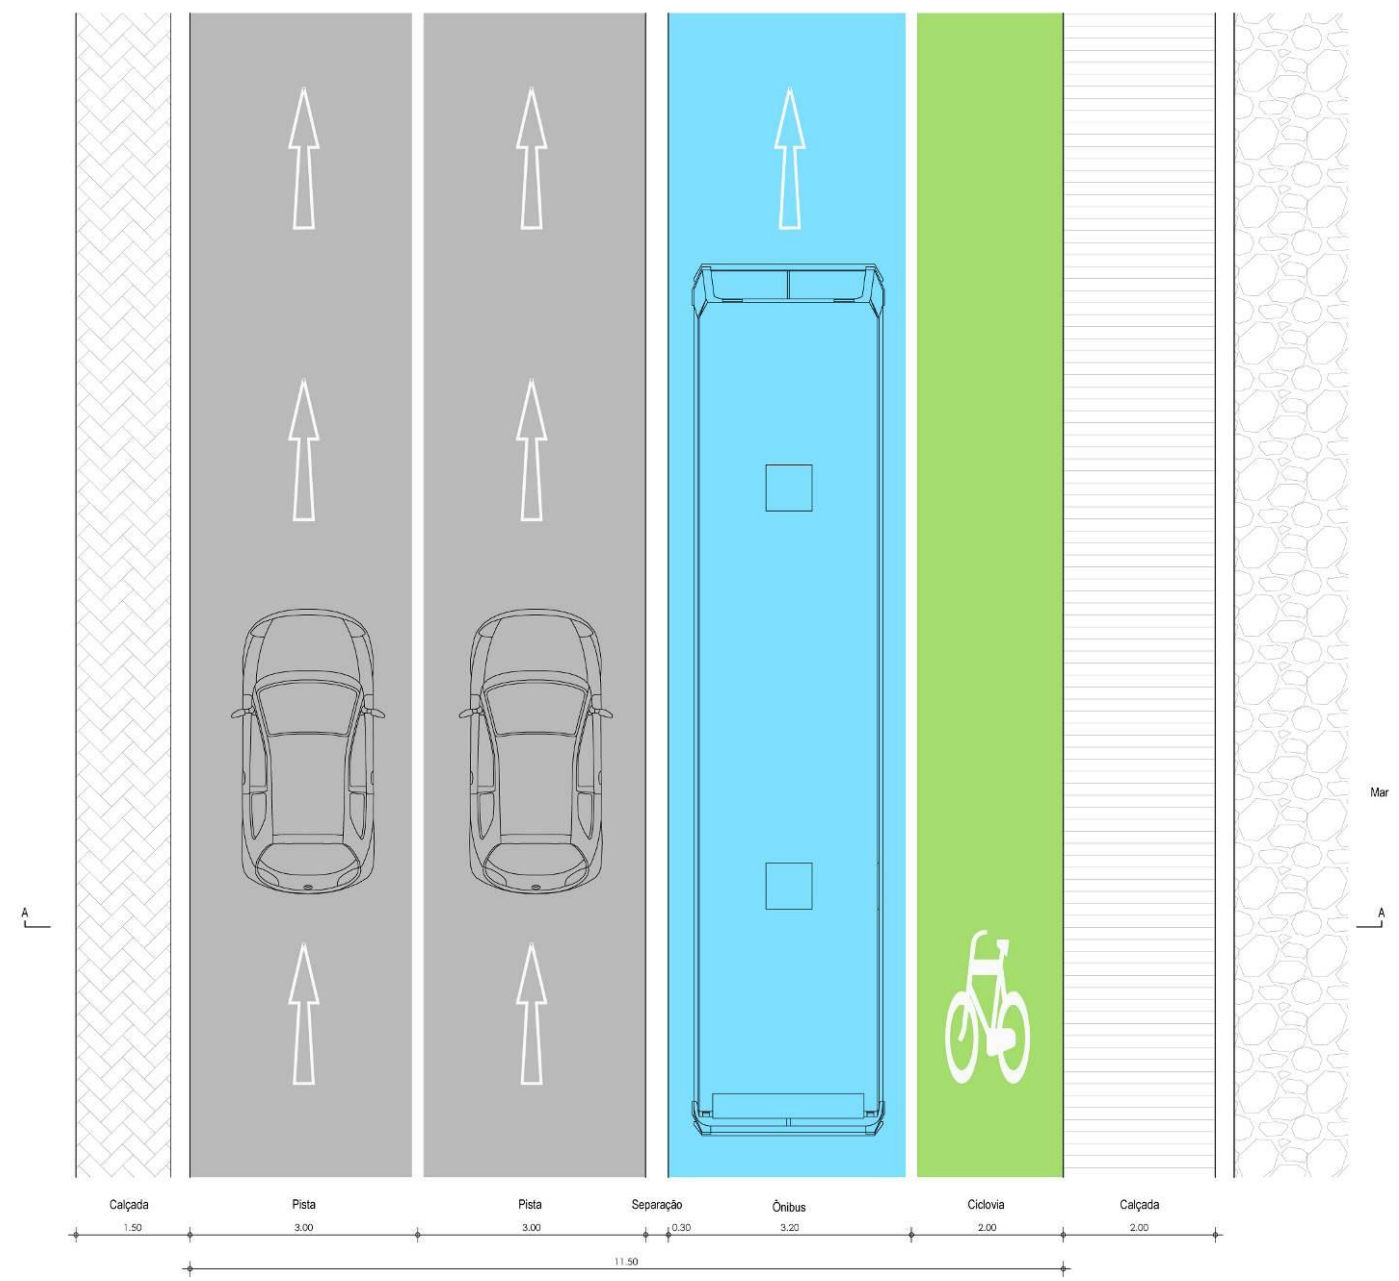 Mar
A
A
Calçada
Pista
Pista
Separação
Ônibus
Ciclovia
Calçada
1.50
3.00
3.00
0.30
3.20
2.00
2.00
11.50